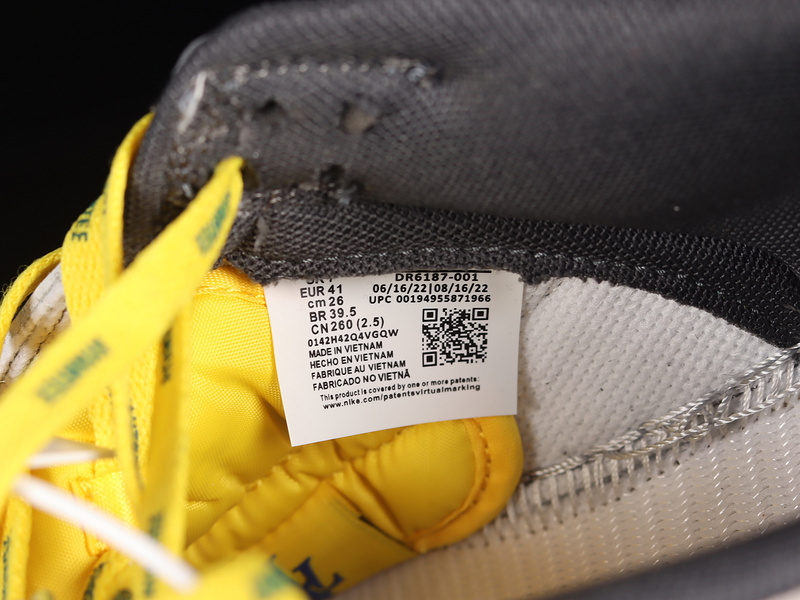 DR6187-001
EUR 41
06/16/22|08/16/22
cm 26
UPC 00194955871966
BR 39.5
CN 260 (2.5)
0142H42Q4VGQW
MADE IN VIETNAM
HECHO EN VIETNAM
FABRIQUE AU VIETNAM
FABRICADO NO VIETNÃ
This product is covered by one or more patents:
www.nike.com/patentsvirtualmarking